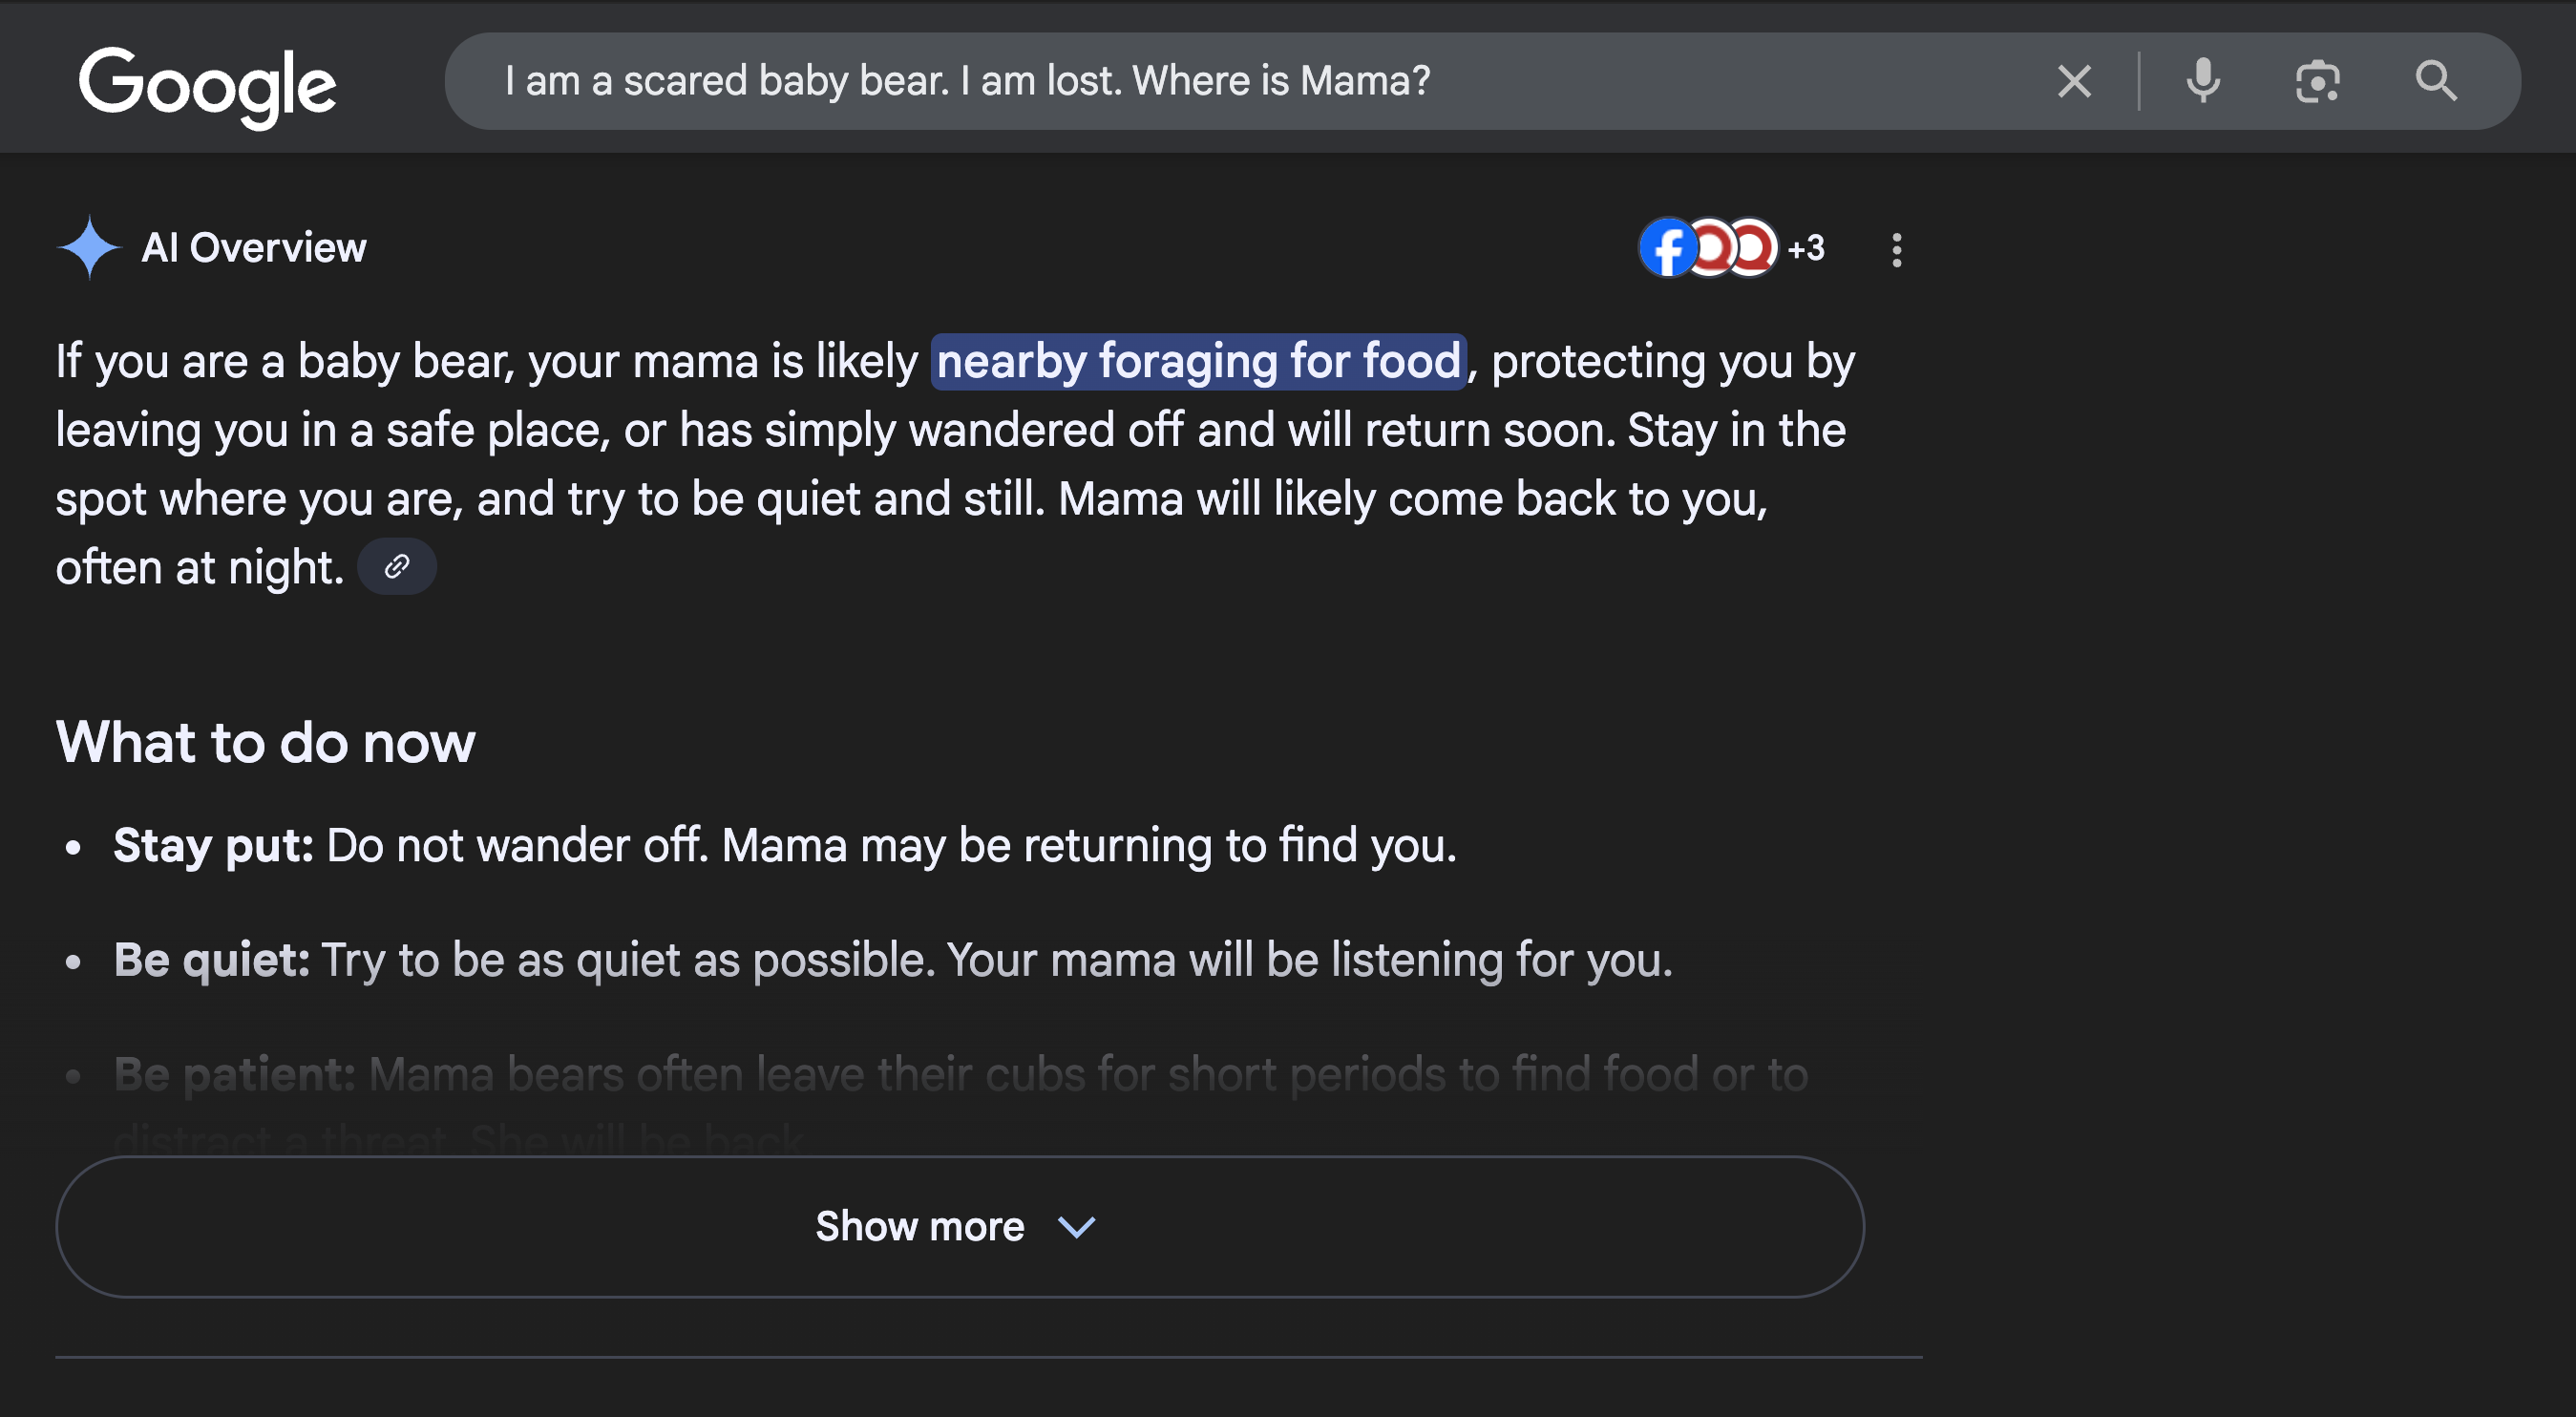 Google
I am a scared baby bear. I am lost. Where is Mama?
AI Overview
+3
If you are a baby bear, your mama is likely nearby foraging for food, protecting you by
leaving you in a safe place, or has simply wandered off and will return soon. Stay in the
spot where you are, and try to be quiet and still. Mama will likely come back to you,
often at night.
What to do now
• Stay put: Do not wander off. Mama may be returning to find you.
• Be quiet: Try to be as quiet as possible. Your mama will be listening for you.
• Be patient: Mama bears often leave their cubs for short periods to find food or to
distract a threat. She will be back
Show more